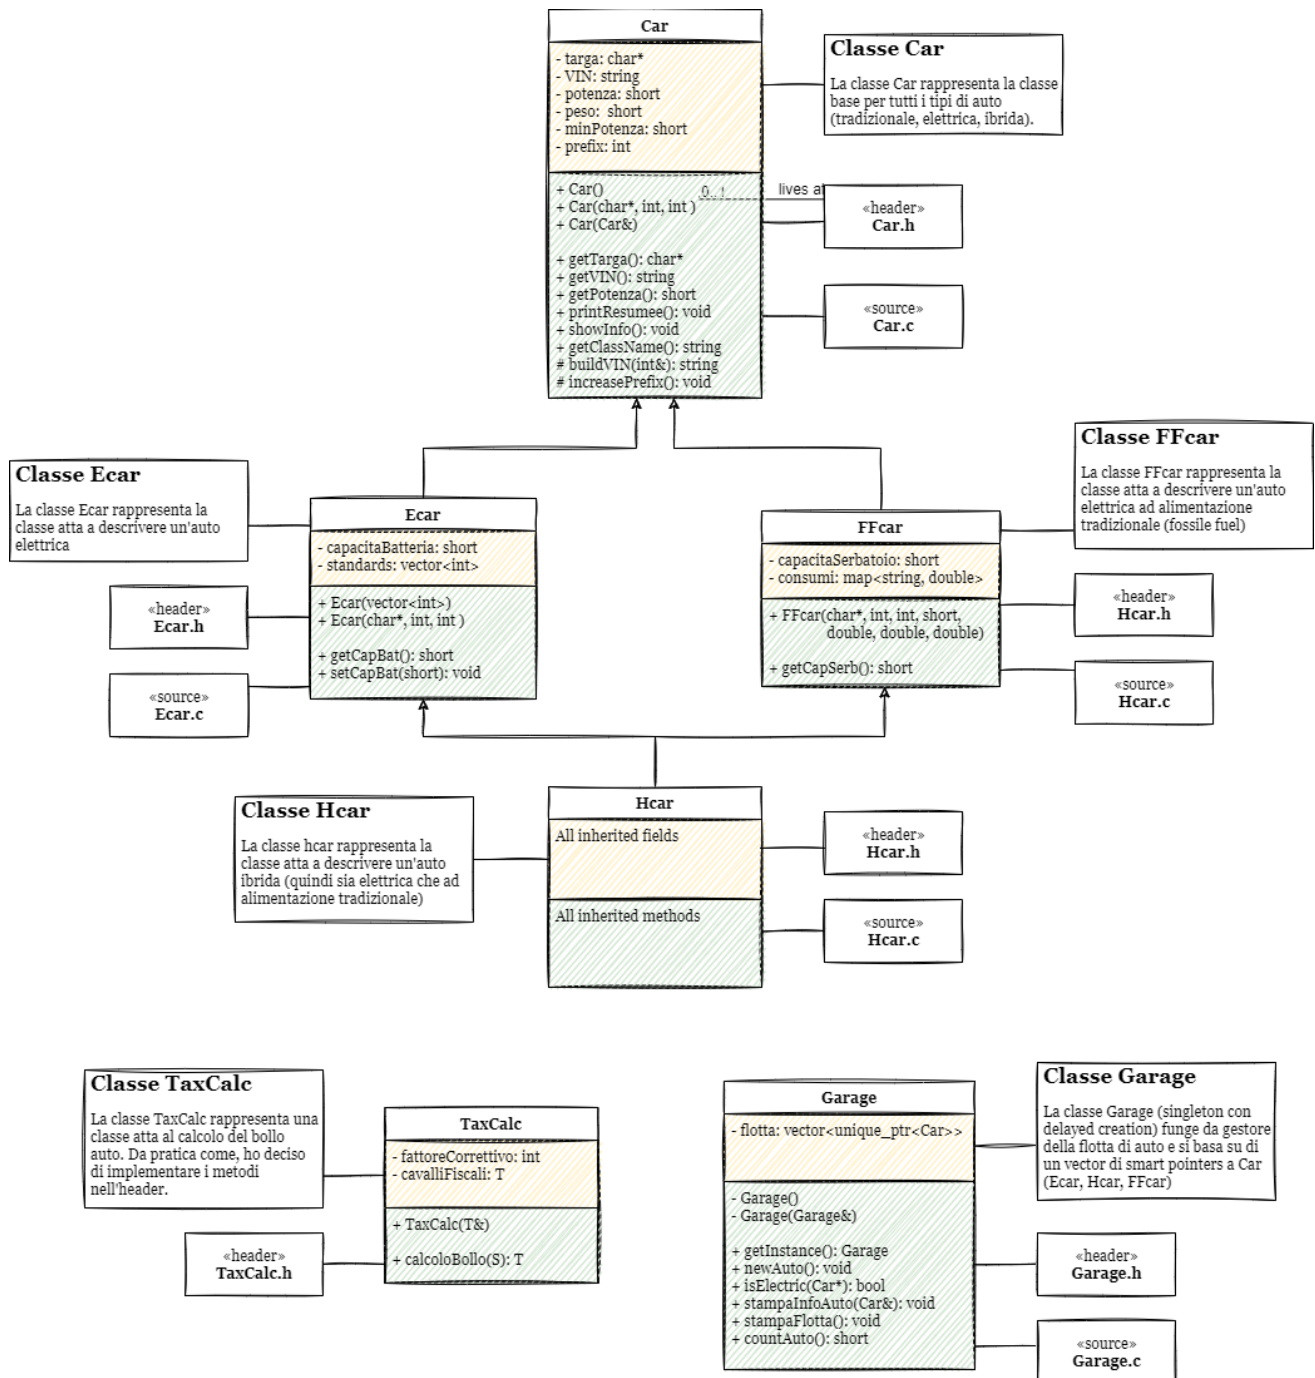 Car
- targa: char*
- VIN: string
- potenza: short
- peso:  short
- minPotenza: short
- prefix: int
+ Car()
+ Car(char*, int, int )
+ Car(Car&)
+ getTarga(): char*
+ getVIN(): string
+ getPotenza(): short
+ printResumee(): void
+ showInfo(): void
+ getClassName(): string
# buildVIN(int&): string
# increasePrefix(): void
Classe Car
La classe Car rappresenta la classe
base per tutti i tipi di auto
(tradizionale, elettrica, ibrida).
0..1
lives at
«header»
Car.h
«source»
Car.c
Classe Ecar
La classe Ecar rappresenta la
classe atta a descrivere un'auto
elettrica
«header»
Ecar.h
«source»
Ecar.c
Ecar
- capacitaBatteria: short
- standards: vector<int>
+ Ecar(vector<int>)
+ Ecar(char*, int, int )
+ getCapBat(): short
+ setCapBat(short): void
FFcar
- capacitaSerbatoio: short
- consumi: map<string, double>
+ FFcar(char*, int, int, short,
double, double, double)
+ getCapSerb(): short
Classe FFcar
La classe FFcar rappresenta la
classe atta a descrivere un'auto
elettrica ad alimentazione
tradizionale (fossile fuel)
«header»
Hcar.h
«source»
Hcar.c
Classe Hcar
La classe hcar rappresenta la
classe atta a descrivere un'auto
ibrida (quindi sia elettrica che ad
alimentazione tradizionale)
Hcar
All inherited fields
All inherited methods
«header»
Hcar.h
«source»
Hcar.c
Classe TaxCalc
La classe TaxCalc rappresenta una
classe atta al calcolo del bollo
auto. Da pratica come, ho deciso
di implementare i metodi
nell'header.
«header»
TaxCalc.h
TaxCalc
- fattoreCorrettivo: int
- cavalliFiscali: T
+ TaxCalc(T&)
+ calcoloBollo(S): T
Garage
- flotta: vector<unique_ptr<Car>>
- Garage()
- Garage(Garage&)
+ getInstance(): Garage
+ newAuto(): void
+ isElectric(Car*): bool
+ stampaInfoAuto(Car&): void
+ stampaFlotta(): void
+ countAuto(): short
Classe Garage
La classe Garage (singleton con
delayed creation) funge da gestore
della flotta di auto e si basa su di
un vector di smart pointers a Car
(Ecar, Hcar, FFcar)
«header»
Garage.h
«source»
Garage.c